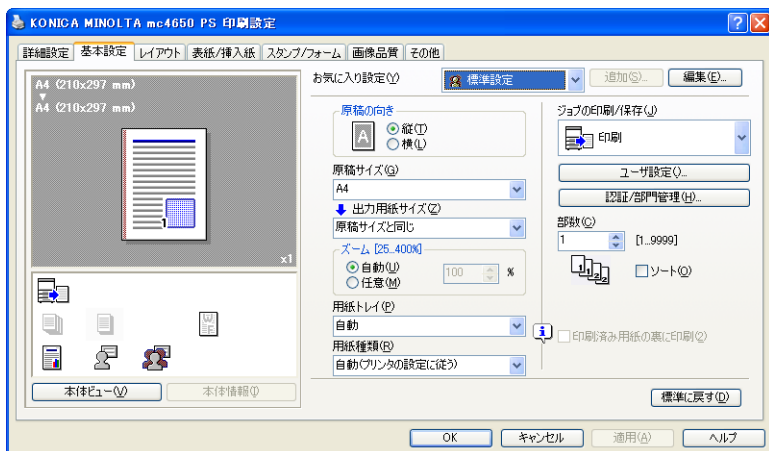 KONICA MINOLTA mc4650 PS 印刷設定
詳細設定 基本設定 レイアウト 表紙/挿入紙 スタンプ/フォーム 画像品質 その他
A4 (210x297 mm)
A4 (210x297 mm)
1
x1
本体ビュー(V) 本体情報(I)
お気に入り設定(Y) 標準設定 追加(S)... 編集(E)...
原稿の向き
A
縦(T)
横(L)
原稿サイズ(G)
A4
出力用紙サイズ(Z)
原稿サイズと同じ
ズーム [25..400%]
自動(U)
任意(M)
100 %
用紙トレイ(P)
自動
用紙種類(R)
自動(プリンタの設定に従う)
ジョブの印刷/保存(J)
印刷
ユーザ設定()...
認証/部門管理(H)...
部数(C)
1 [1..9999]
1 1 2 2
ソート(O)
印刷済み用紙の裏に印刷(2)
標準に戻す(D)
OK キャンセル 適用(A) ヘルプ